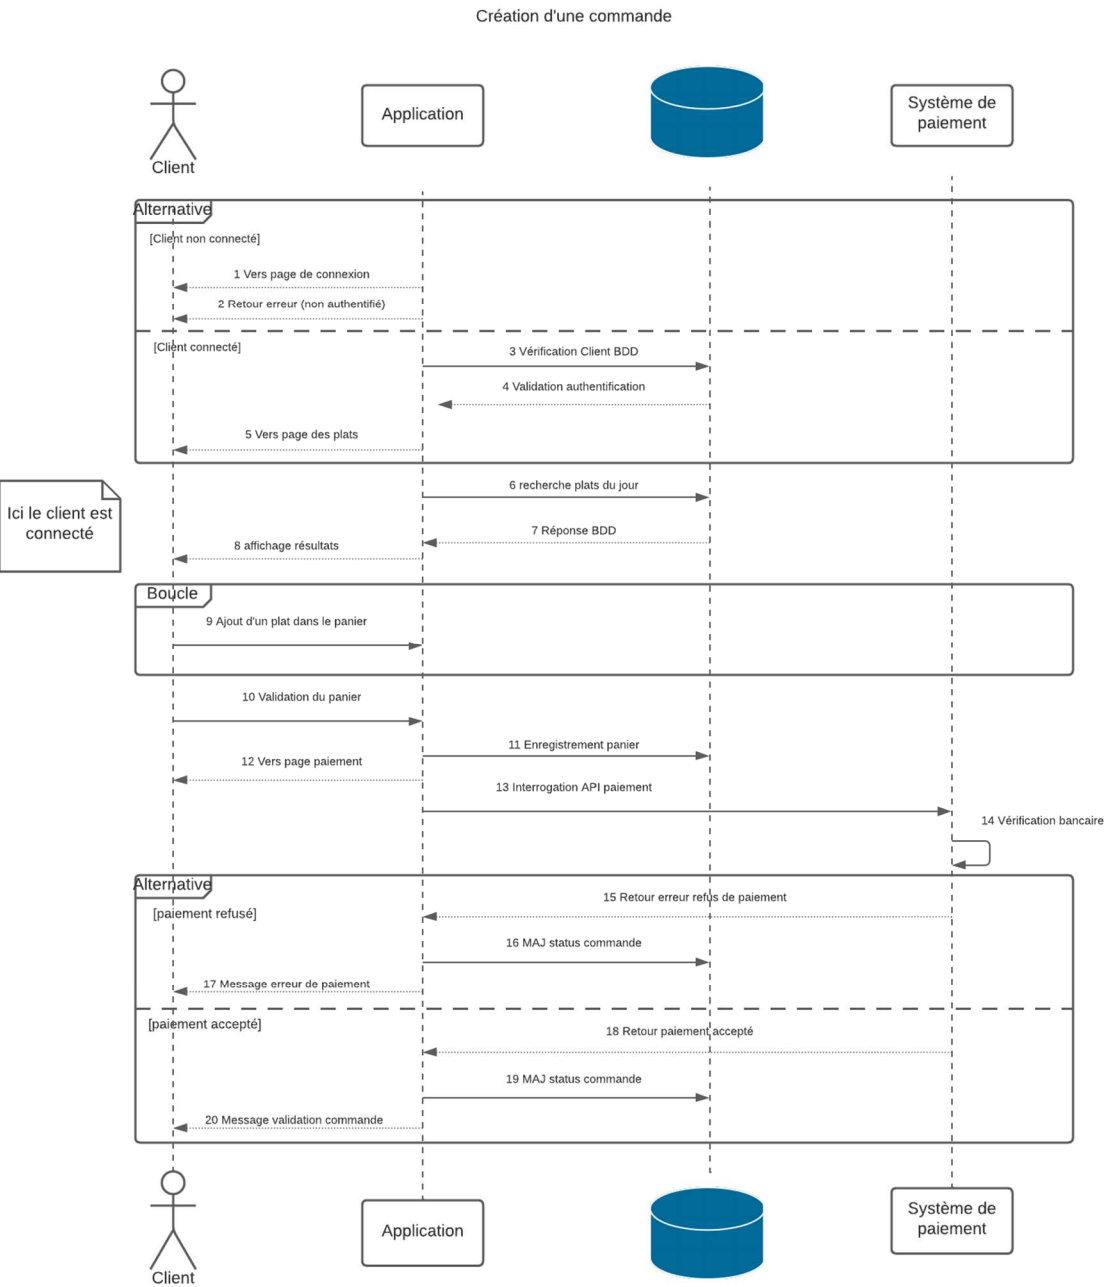 Création d'une commande
Client
Application
Système de
paiement
Alternative
[Client non connecté]
1 Vers page de connexion
2 Retour erreur (non authentifié)
[Client connecté]
3 Vérification Client BDD
4 Validation authentification
5 Vers page des plats
Ici le client est
connecté
6 recherche plats du jour
7 Réponse BDD
8 affichage résultats
Boucle
9 Ajout d'un plat dans le panier
10 Validation du panier
11 Enregistrement panier
12 Vers page paiement
13 Interrogation API paiement
14 Vérification bancaire
Alternative
[paiement refusé]
15 Retour erreur refus de paiement
16 MAJ status commande
17 Message erreur de paiement
[paiement accepté]
18 Retour paiement accepté
19 MAJ status commande
20 Message validation commande
Client
Application
Système de
paiement